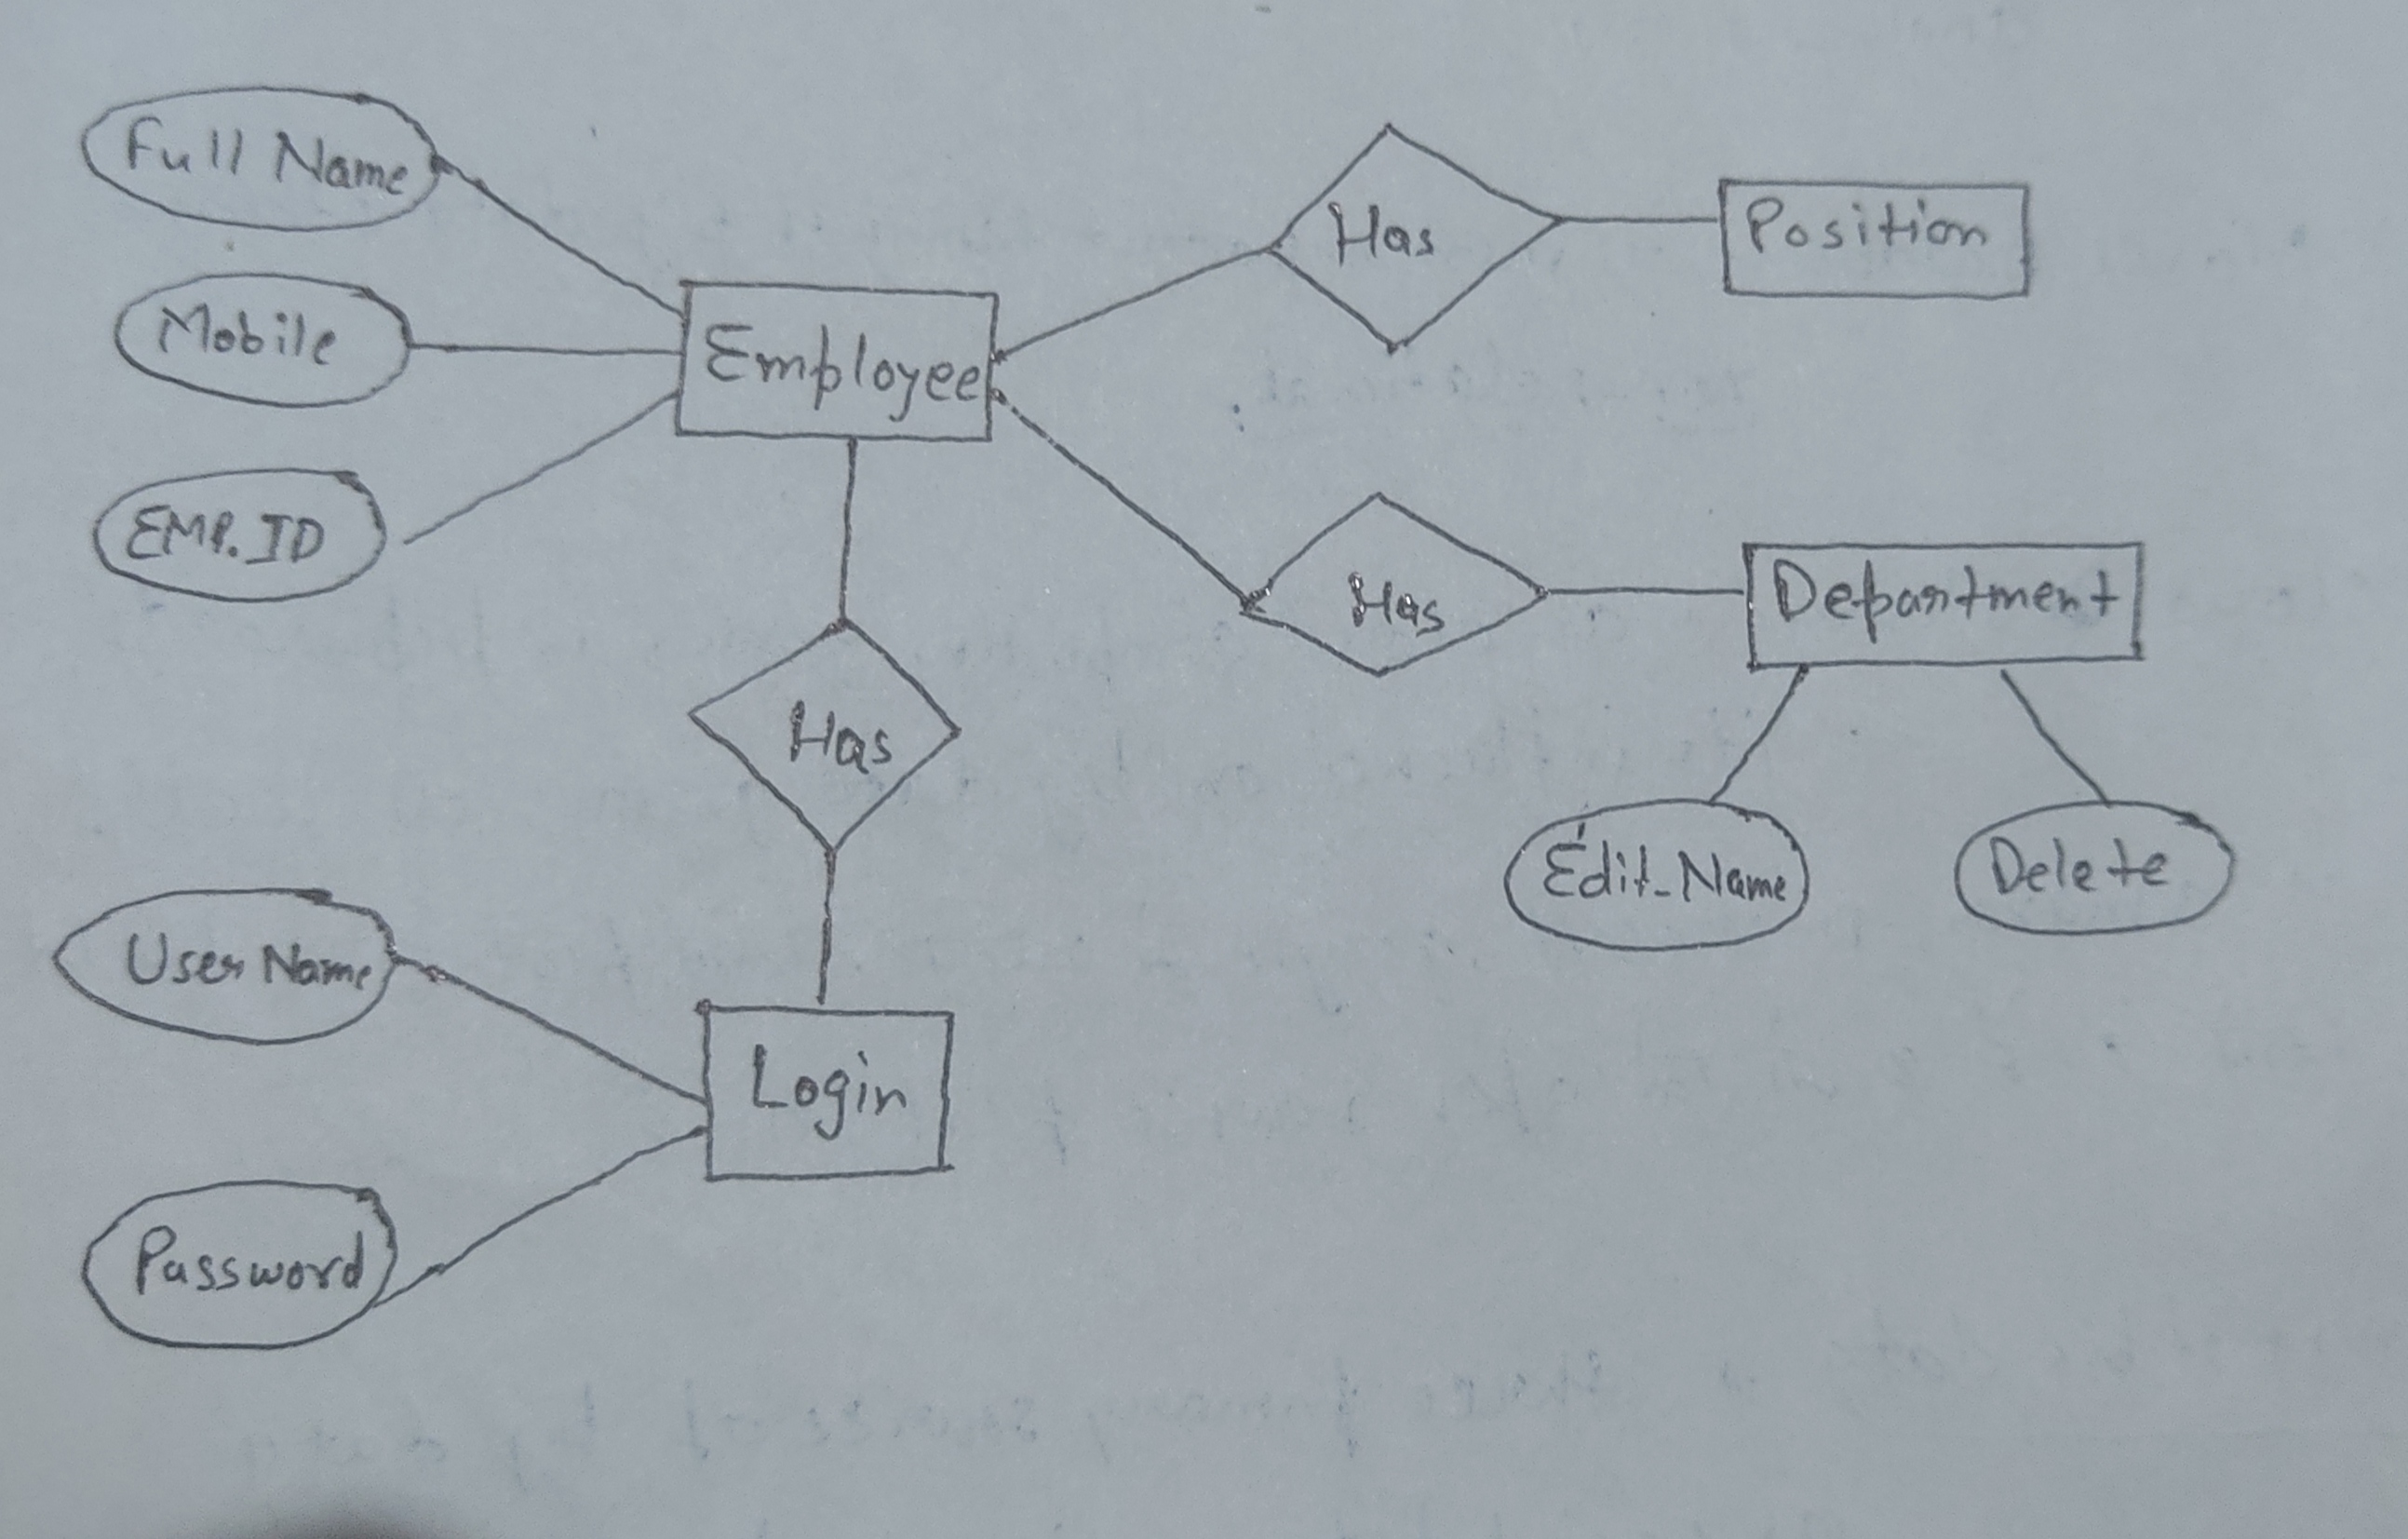 Full Name
Has
Position
Mobile
Employee
EMP.ID
Has
Department
Has
Edit_Name
Delete
User Name
Login
Password